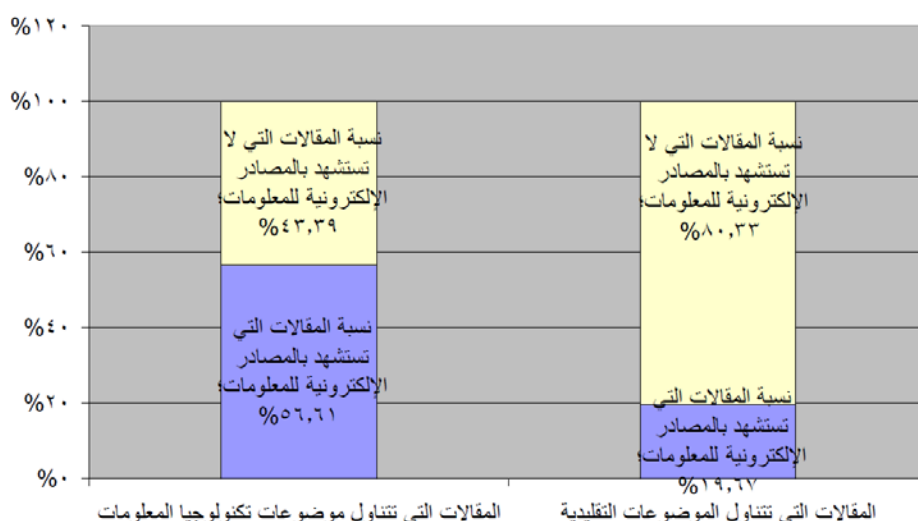 %١٢٠
%١٠٠
%٨٠
%٦٠
%٤٠
%٢٠
%٠
نسبة المقالات التي لا
تستشهد بالمصادر
الإلكترونية للمعلومات؛
%٤٣,٣٩
نسبة المقالات التي
تستشهد بالمصادر
الإلكترونية للمعلومات؛
%٥٦,٦١
نسبة المقالات التي لا
تستشهد بالمصادر
الإلكترونية للمعلومات؛
%٨٠,٣٣
نسبة المقالات التي
تستشهد بالمصادر
الإلكترونية للمعلومات؛
%١٩,٦٧
المقالات التي تتناول موضوعات تكنولوجيا المعلومات
المقالات التي تتناول الموضوعات التقليدية